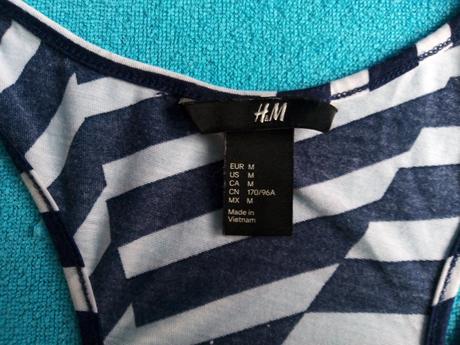 H&M
EUR M
US M
CA M
CN 170/96A
MX M
Made in
Vietnam